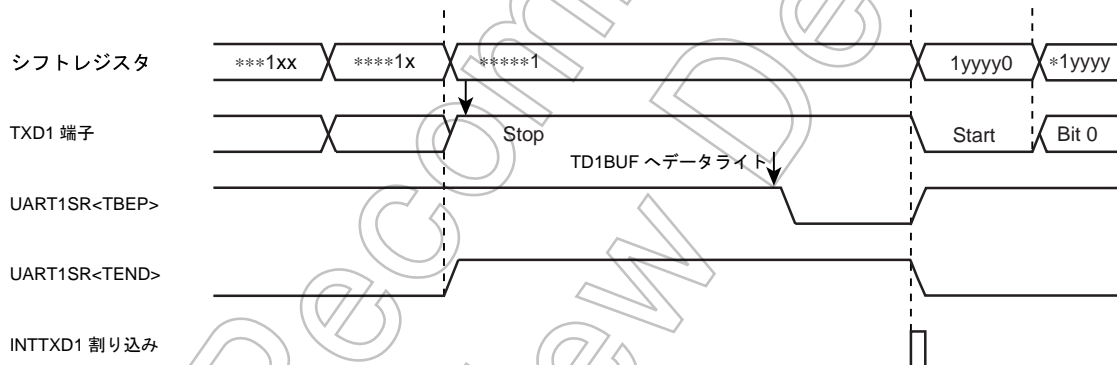 シフトレジスタ ***1xx ****1x *****1 1yyyy0 *1yyyy
TXD1 端子 Stop Start Bit 0
TD1BUF へデータライト
UART1SR<TBEP>
UART1SR<TEND>
INTTXD1 割り込み